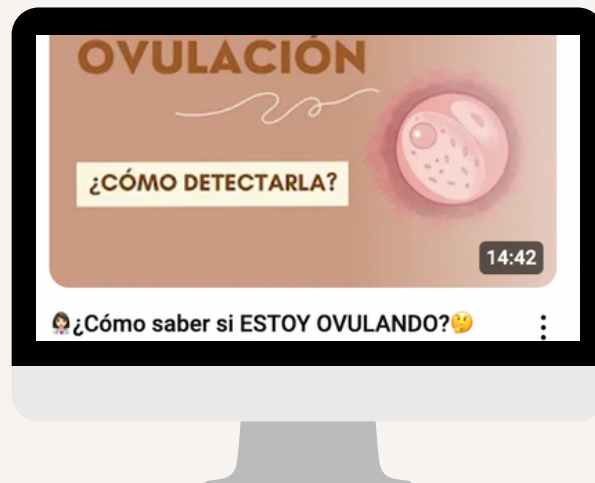 OVULACIÓN
¿CÓMO DETECTARLA?
14:42
👩🏻‍⚕️¿Cómo saber si ESTOY OVULANDO?🤔